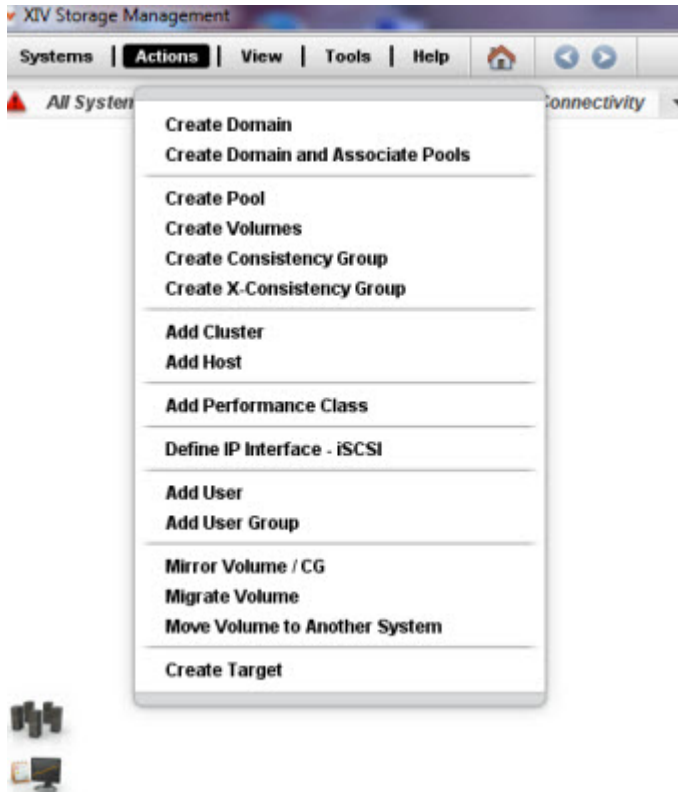 XIV Storage Management
Systems | Actions | View | Tools | Help
All System Connectivity
Create Domain
Create Domain and Associate Pools
Create Pool
Create Volumes
Create Consistency Group
Create X-Consistency Group
Add Cluster
Add Host
Add Performance Class
Define IP Interface - iSCSI
Add User
Add User Group
Mirror Volume / CG
Migrate Volume
Move Volume to Another System
Create Target